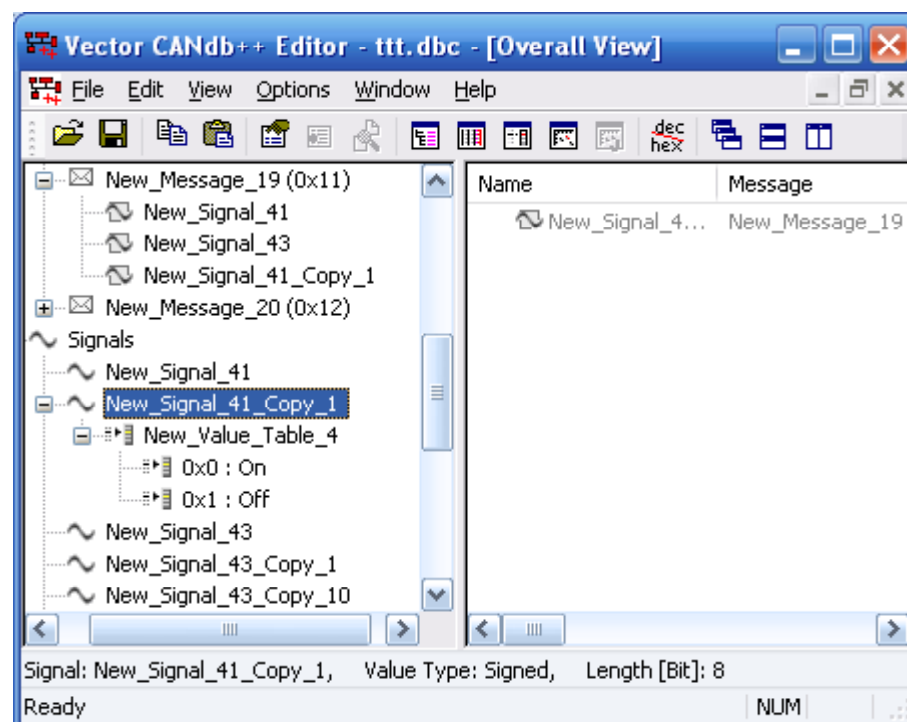 Vector CANdb++ Editor - ttt.dbc - [Overall View]
File Edit View Options Window Help
dec
hex
New_Message_19 (0x11)
New_Signal_41
New_Signal_43
New_Signal_41_Copy_1
New_Message_20 (0x12)
Signals
New_Signal_41
New_Signal_41_Copy_1
New_Value_Table_4
0x0 : On
0x1 : Off
New_Signal_43
New_Signal_43_Copy_1
New_Signal_43_Copy_10
Name Message
New_Signal_4... New_Message_19
Signal: New_Signal_41_Copy_1, Value Type: Signed, Length [Bit]: 8
Ready NUM